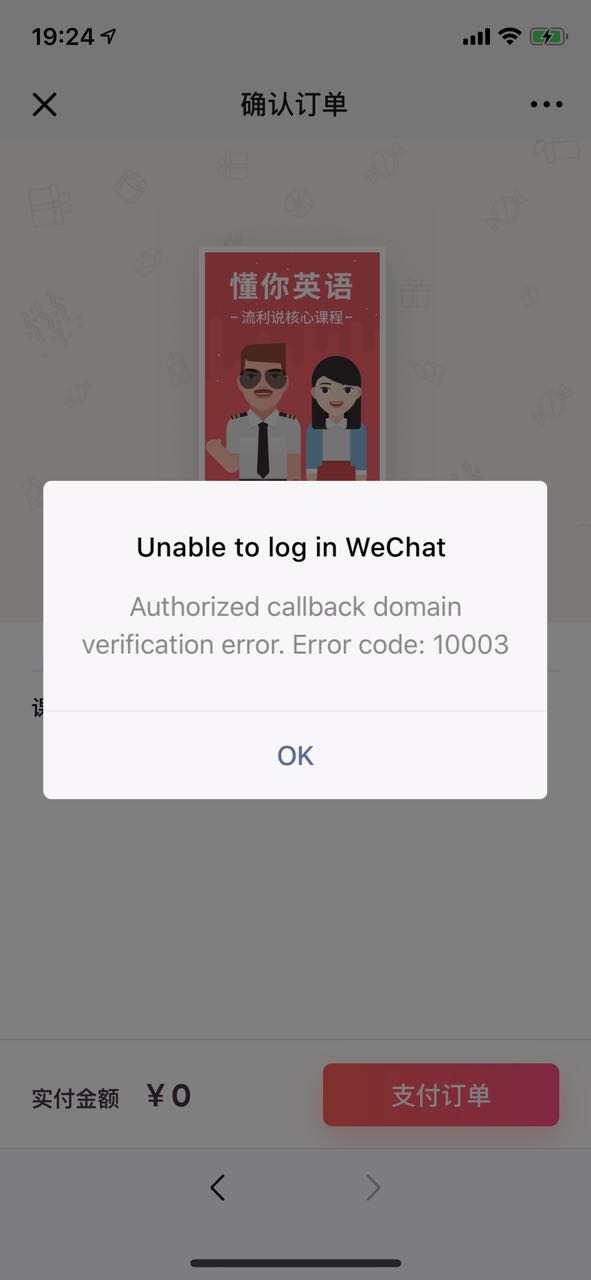 19:24
确认订单
懂你英语
－流利说核心课程－
Unable to log in WeChat
Authorized callback domain
verification error. Error code: 10003
OK
实付金额 ¥ 0
支付订单